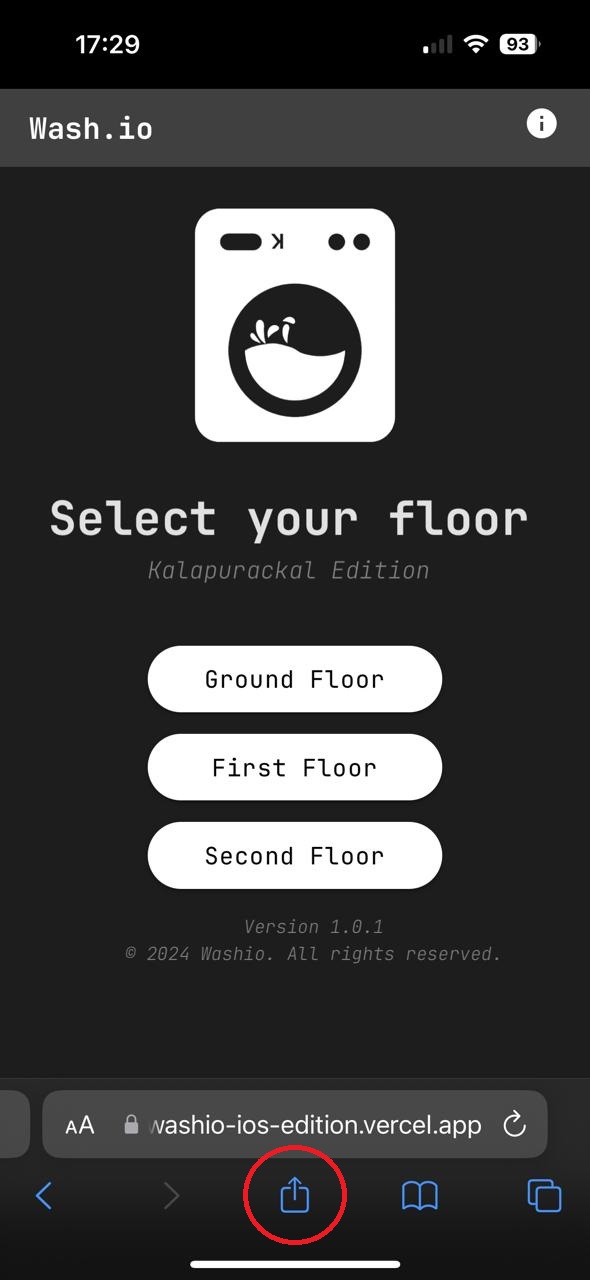 17:29
93
Wash.io
i
K
Select your floor
Kalapurackal Edition
Ground Floor
First Floor
Second Floor
Version 1.0.1
© 2024 Washio. All rights reserved.
AA washio-ios-edition.vercel.app